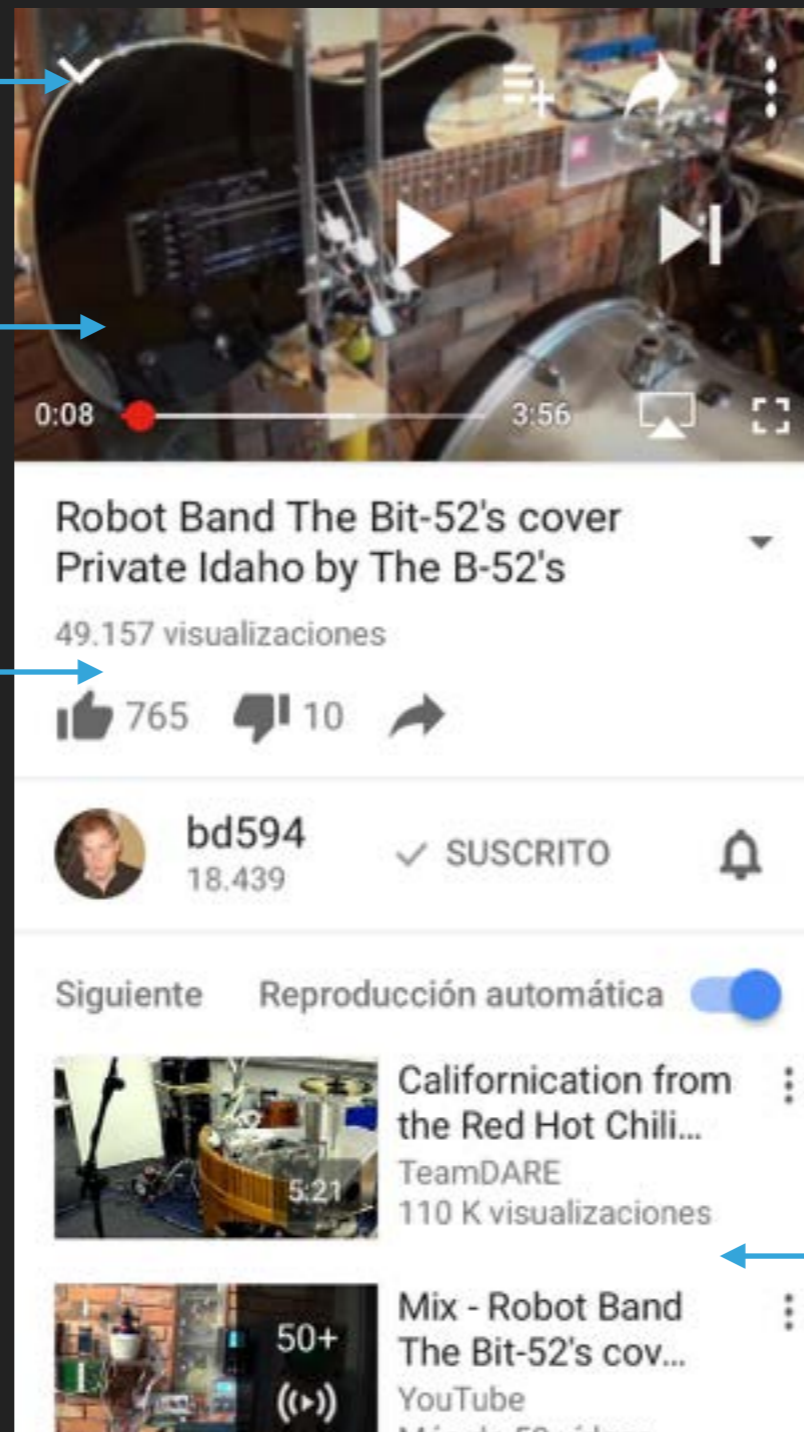 0:08
3:56
Robot Band The Bit-52's cover
Private Idaho by The B-52's
49.157 visualizaciones
765
10
bd594
18.439
SUSCRITO
Siguiente
Reproducción automática
5:21
Californication from
the Red Hot Chili...
TeamDARE
110 K visualizaciones
50+
Mix - Robot Band
The Bit-52's cov...
YouTube